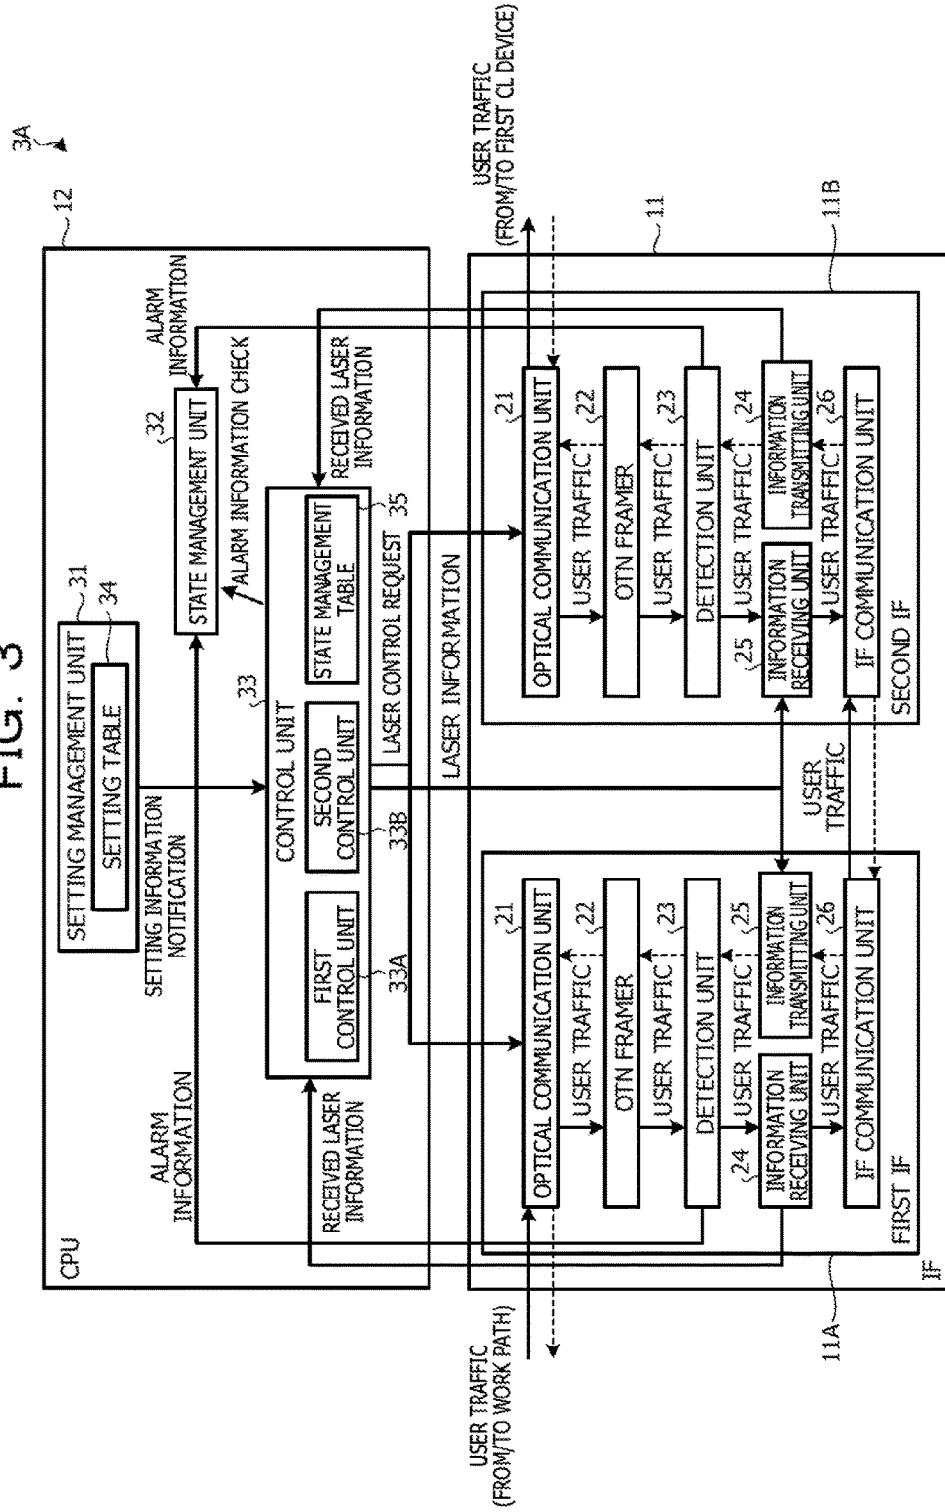 FIG. 3
3A
12
CPU
SETTING MANAGEMENT UNIT
31
SETTING TABLE
34
SETTING INFORMATION
NOTIFICATION
ALARM
INFORMATION
32
STATE MANAGEMENT UNIT
ALARM
INFORMATION
ALARM INFORMATION CHECK
33
CONTROL UNIT
FIRST
CONTROL UNIT
33A
SECOND
CONTROL UNIT
33B
STATE MANAGEMENT
TABLE
35
RECEIVED LASER
INFORMATION
RECEIVED LASER
INFORMATION
LASER CONTROL REQUEST
LASER INFORMATION
USER TRAFFIC
(FROM/TO WORK PATH)
USER TRAFFIC
(FROM/TO FIRST CL DEVICE)
11
IF
11A
FIRST IF
OPTICAL COMMUNICATION UNIT
21
USER TRAFFIC
22
OTN FRAMER
USER TRAFFIC
23
DETECTION UNIT
USER TRAFFIC
24
25
INFORMATION
RECEIVING UNIT
INFORMATION
TRANSMITTING UNIT
USER TRAFFIC
26
IF COMMUNICATION UNIT
USER
TRAFFIC
11B
SECOND IF
OPTICAL COMMUNICATION UNIT
21
USER TRAFFIC
22
OTN FRAMER
USER TRAFFIC
23
DETECTION UNIT
USER TRAFFIC
25
24
INFORMATION
RECEIVING UNIT
INFORMATION
TRANSMITTING UNIT
USER TRAFFIC
26
IF COMMUNICATION UNIT